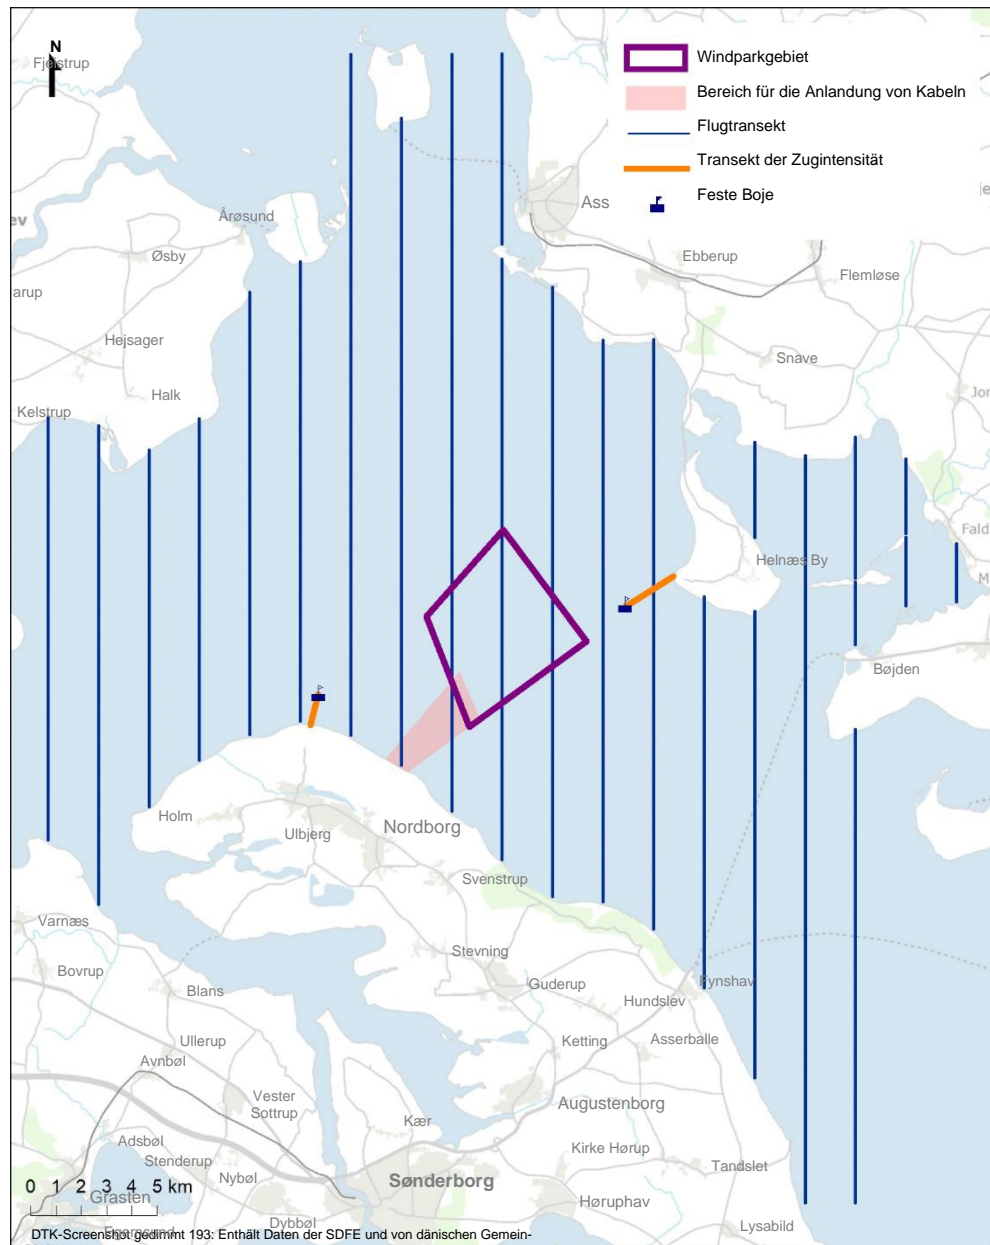 N
Fjelstrup
Windparkgebiet
Bereich für die Anlandung von Kabeln
Flugtransekt
Transekt der Zugintensität
Feste Boje
Ass
Årøsund
ev
Øsby
Ebberup
Flemløse
arup
Hejsager
Snave
Halk
Kelstrup
Jor
Fald
Helnæs By
M
Bøjden
Holm
Ulbjerg
Nordborg
Svenstrup
Varnæs
Stevning
Bovrup
Blans
Guderup
Fynshav
Hundslev
Ullerup
Ketting
Asserballe
Avnbøl
Vester
Sottrup
Augustenborg
Kær
Adsbøl
Stenderup
Kirke Hørup
Tandslet
Nybøl
Sønderborg
0 1 2 3 4 5 km
Gråsten
Høruphav
Dybbøl
Lysabild
Egernsund
DTK-Screenshot gedimmt 193: Enthält Daten der SDFE und von dänischen Gemein-